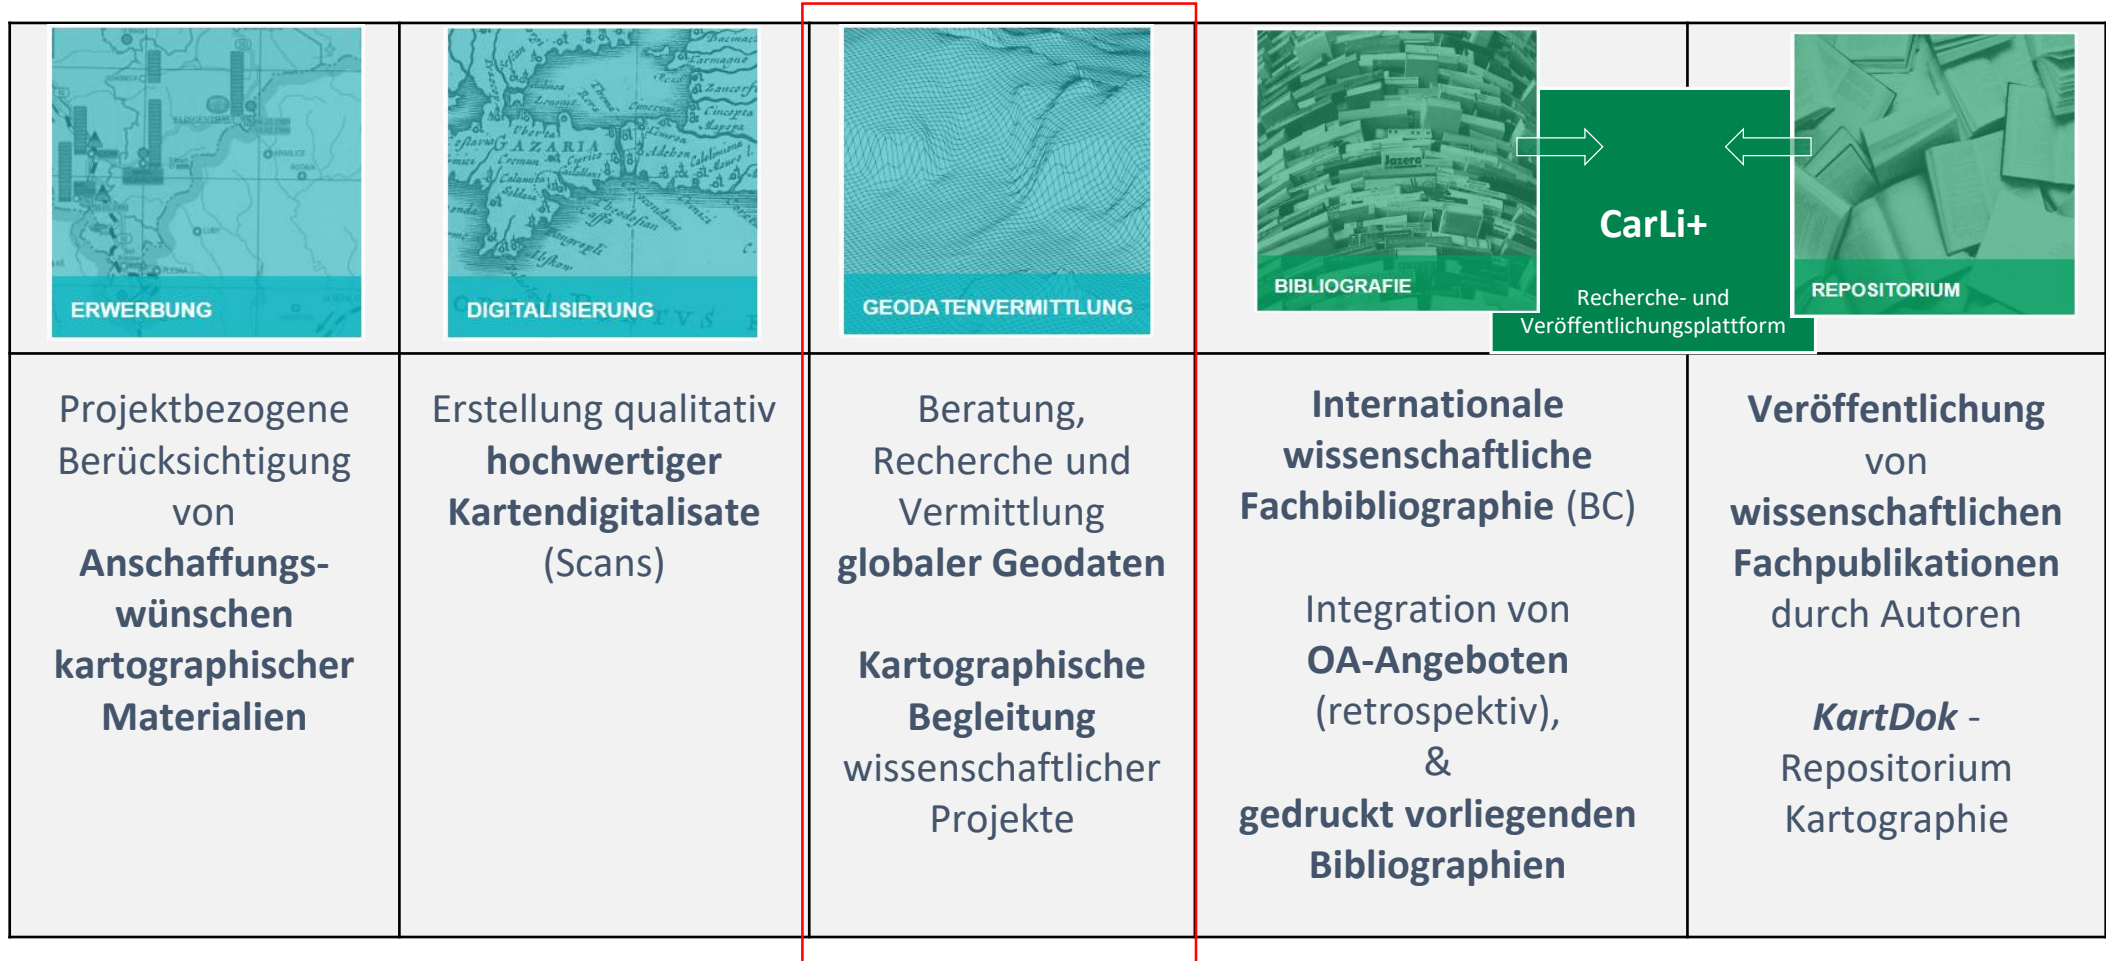 ERWERBUNG
DIGITALISIERUNG
GEODATENVERMITTLUNG
BIBLIOGRAFIE
CarLi+
Recherche- und
Veröffentlichungsplattform
REPOSITORIUM
Projektbezogene
Berücksichtigung
von
Anschaffungs-
wünschen
kartographischer
Materialien
Erstellung qualitativ
hochwertiger
Kartendigitalisate
(Scans)
Beratung,
Recherche und
Vermittlung
globaler Geodaten
Kartographische
Begleitung
wissenschaftlicher
Projekte
Internationale
wissenschaftliche
Fachbibliographie (BC)
Integration von
OA-Angeboten
(retrospektiv),
&
gedruckt vorliegenden
Bibliographien
Veröffentlichung
von
wissenschaftlichen
Fachpublikationen
durch Autoren
KartDok -
Repositorium
Kartographie